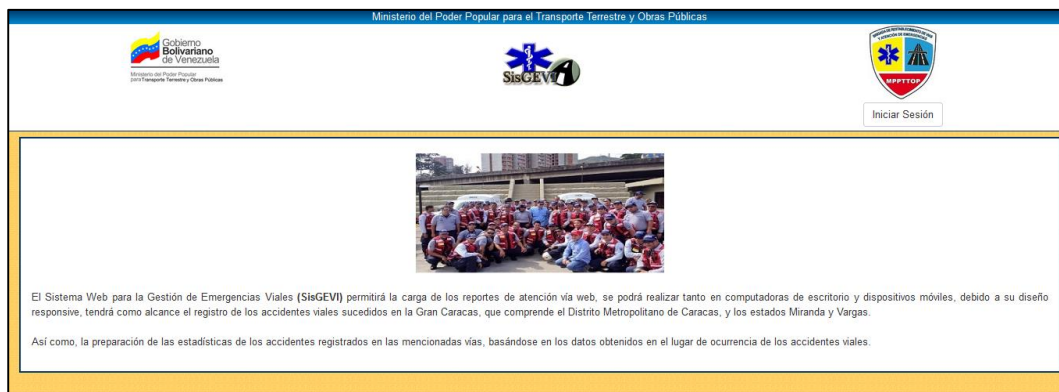 Ministerio del Poder Popular para el Transporte Terrestre y Obras Públicas
Gobierno
Bolivariano
de Venezuela
Ministerio del Poder Popular
para Transporte Terrestre y Obras Públicas
SisGEVI
MPPTTOP
Iniciar Sesión
El Sistema Web para la Gestión de Emergencias Viales (SisGEVI) permitirá la carga de los reportes de atención vía web, se podrá realizar tanto en computadoras de escritorio y dispositivos móviles, debido a su diseño
responsive, tendrá como alcance el registro de los accidentes viales sucedidos en la Gran Caracas, que comprende el Distrito Metropolitano de Caracas, y los estados Miranda y Vargas.
Así como, la preparación de las estadísticas de los accidentes registrados en las mencionadas vías, basándose en los datos obtenidos en el lugar de ocurrencia de los accidentes viales.